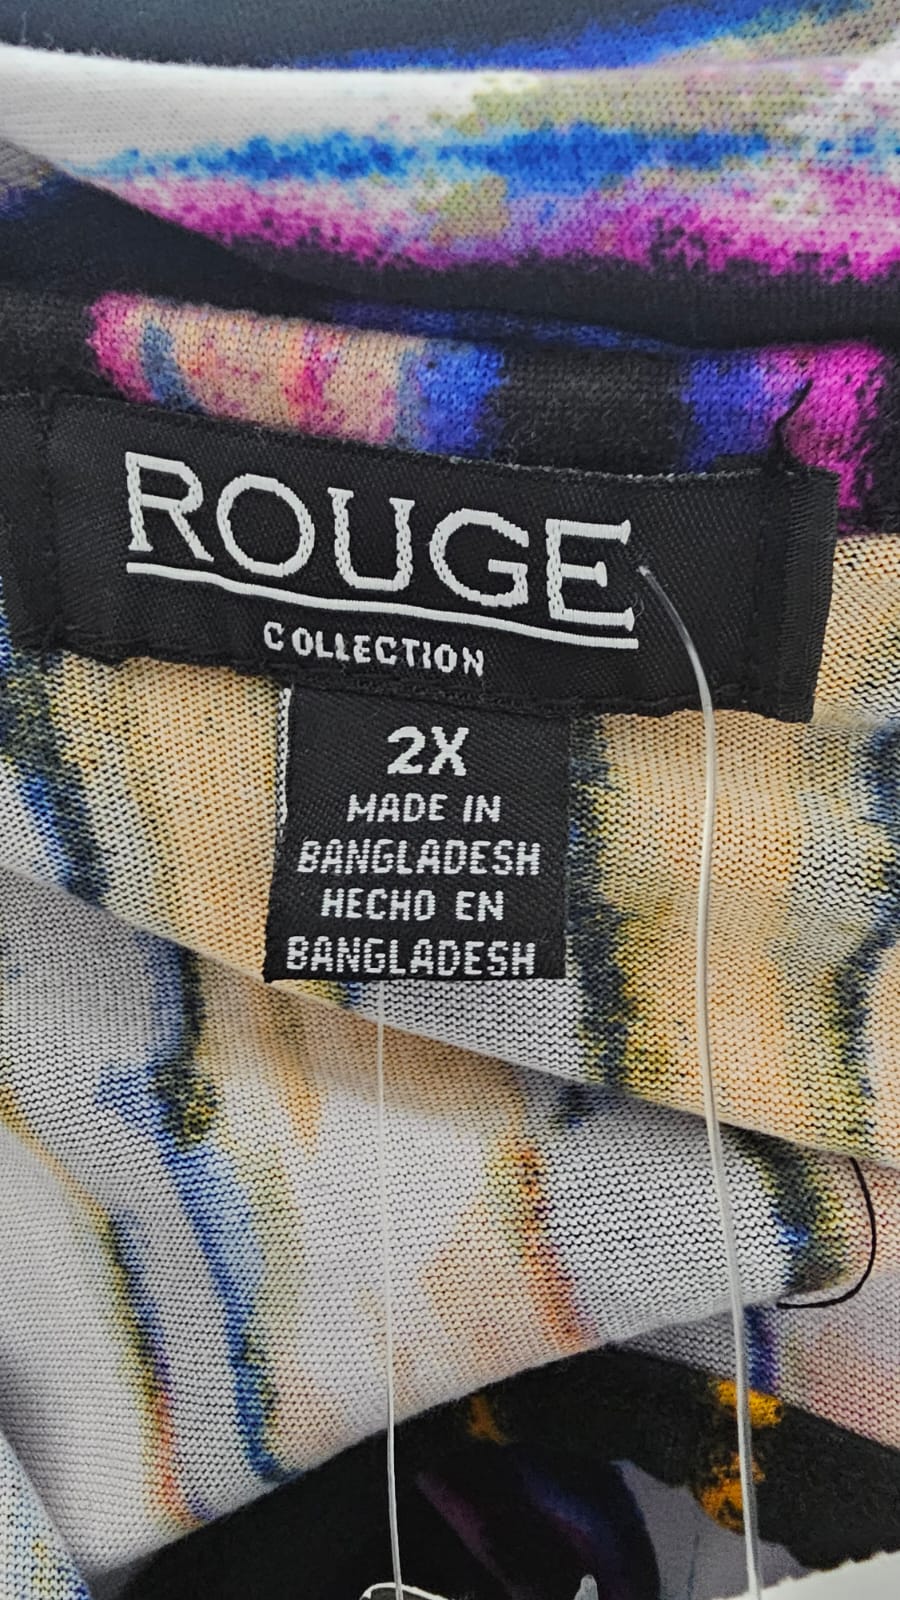 ROUGE
COLLECTION
2X
MADE IN
BANGLADESH
HECHO EN
BANGLADESH